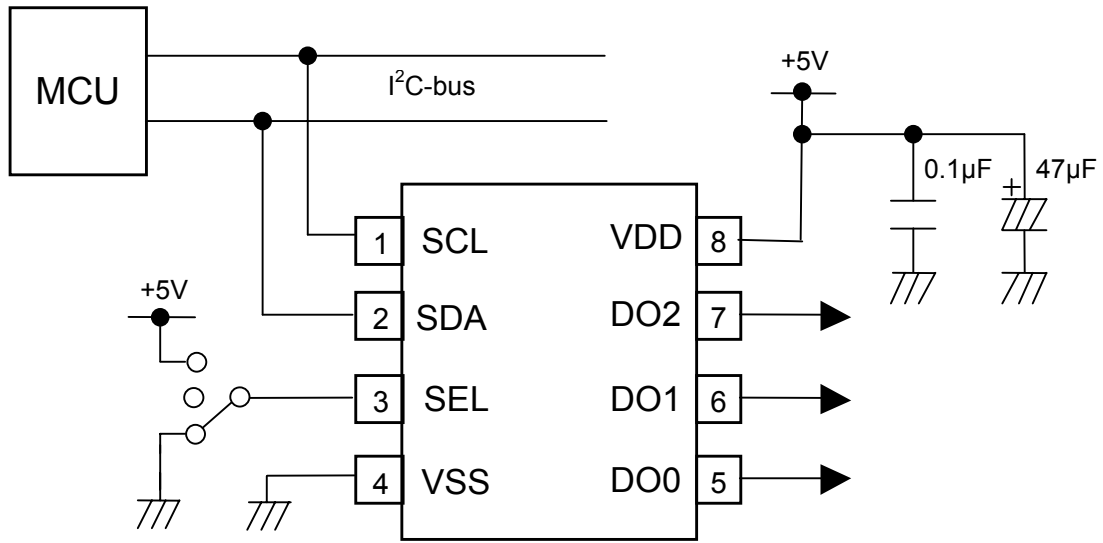 MCU
I²C-bus
+5V
0.1µF
+
47µF
1 SCL
VDD 8
+5V
2 SDA
DO2 7
3 SEL
DO1 6
4 VSS
DO0 5